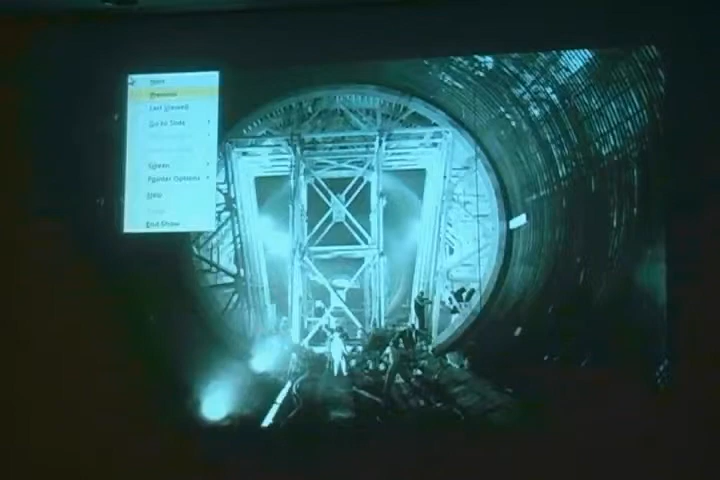 Next
Previous
Last Viewed
Go to Slide
Screen
Pointer Options
Help
End Show